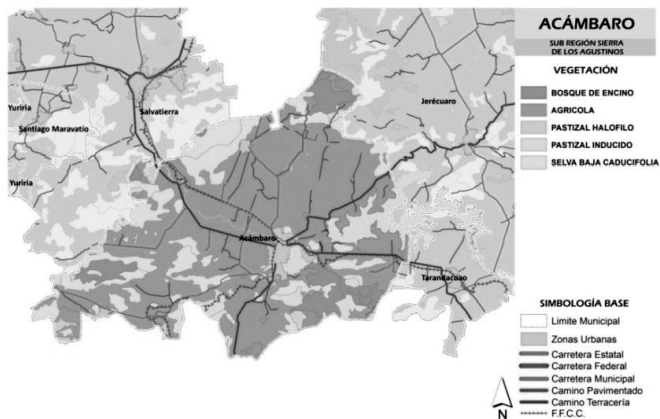 ACÁMBARO
SUB REGIÓN SIERRA
DE LOS AGUSTINOS
VEGETACIÓN
BOSQUE DE ENCINO
AGRICOLA
PASTIZAL HALOFILO
PASTIZAL INDUCIDO
SELVA BAJA CADUCIFOLIA
Jerécuaro
Yuriria
Salvatierra
Santiago Maravatio
Yuriria
Acámbaro
Tarandacuao
SIMBOLOGÍA BASE
Limite Municipal
Zonas Urbanas
Carretera Estatal
Carretera Federal
Carretera Municipal
Camino Pavimentado
Camino Terracería
F.F.C.C.
N